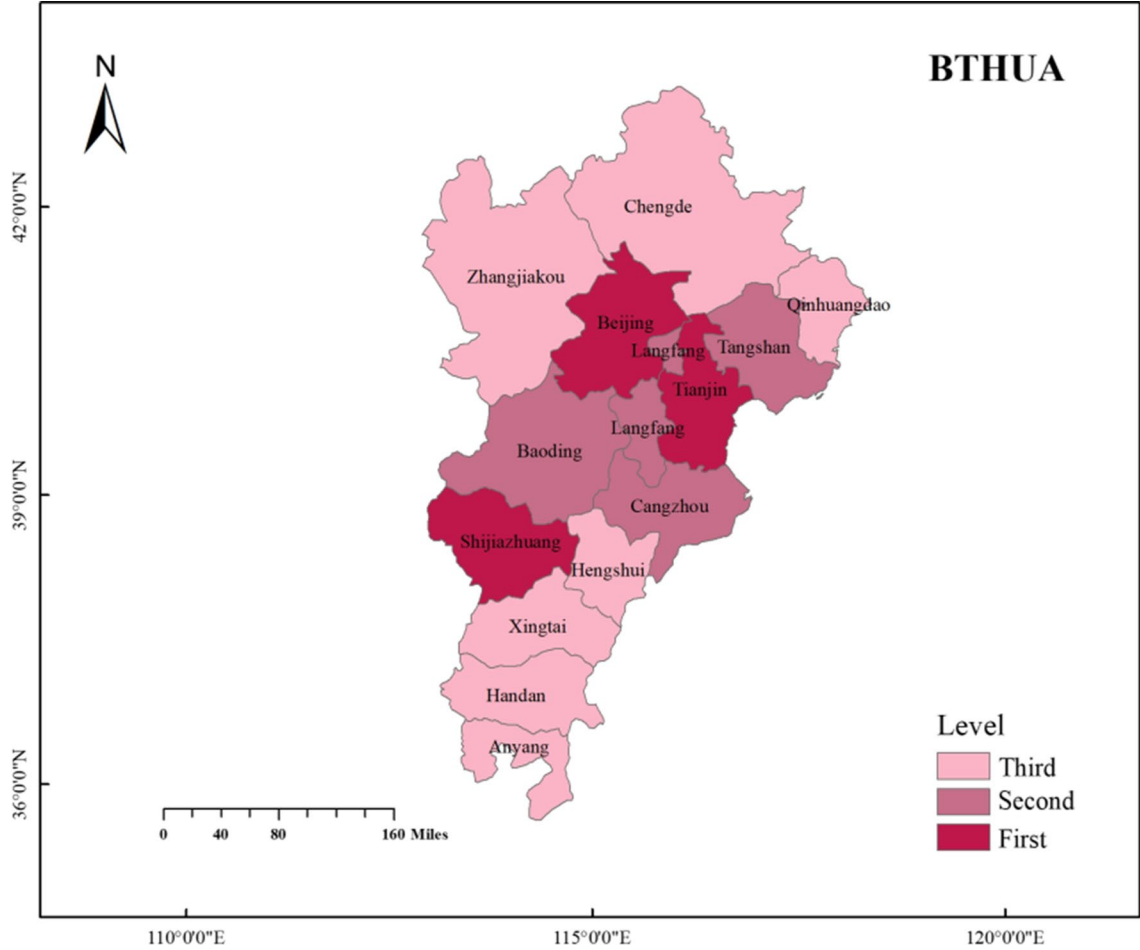 BTHUA
N
42°0'0"N
39°0'0"N
36°0'0"N
Chengde
Zhangjiakou
Qinhuangdao
Beijing
Langfang
Tangshan
Tianjin
Langfang
Baoding
Cangzhou
Shijiazhuang
Hengshui
Xingtai
Handan
Anyang
Level
Third
Second
First
0 40 80 160 Miles
110°0'0"E 115°0'0"E 120°0'0"E